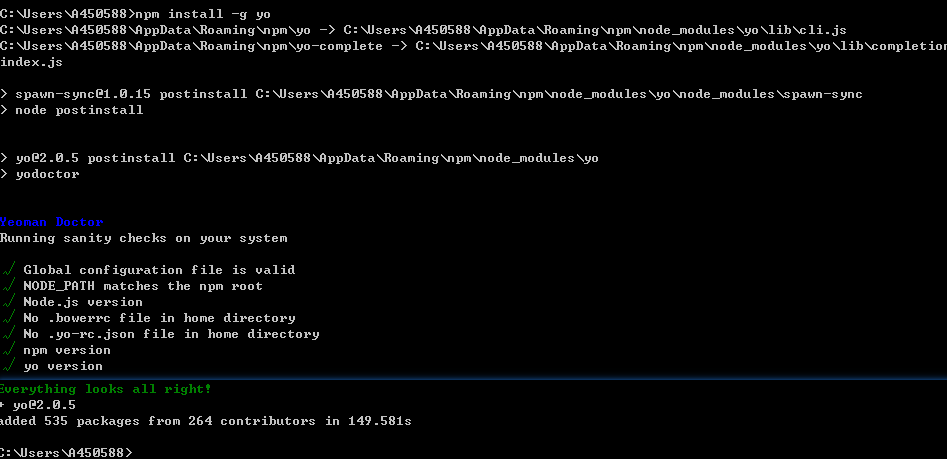 C:\Users\A450588>npm install -g yo
C:\Users\A450588\AppData\Roaming\npm\yo -> C:\Users\A450588\AppData\Roaming\npm\node_modules\yo\lib\cli.js
C:\Users\A450588\AppData\Roaming\npm\yo-complete -> C:\Users\A450588\AppData\Roaming\npm\node_modules\yo\lib\completion
index.js
> spawn-sync@1.0.15 postinstall C:\Users\A450588\AppData\Roaming\npm\node_modules\yo\node_modules\spawn-sync
> node postinstall
> yo@2.0.5 postinstall C:\Users\A450588\AppData\Roaming\npm\node_modules\yo
> yodoctor
Yeoman Doctor
Running sanity checks on your system
√ Global configuration file is valid
√ NODE_PATH matches the npm root
√ Node.js version
√ No .bowerrc file in home directory
√ No .yo-rc.json file in home directory
√ npm version
√ yo version
Everything looks all right!
+ yo@2.0.5
added 535 packages from 264 contributors in 149.581s
C:\Users\A450588>